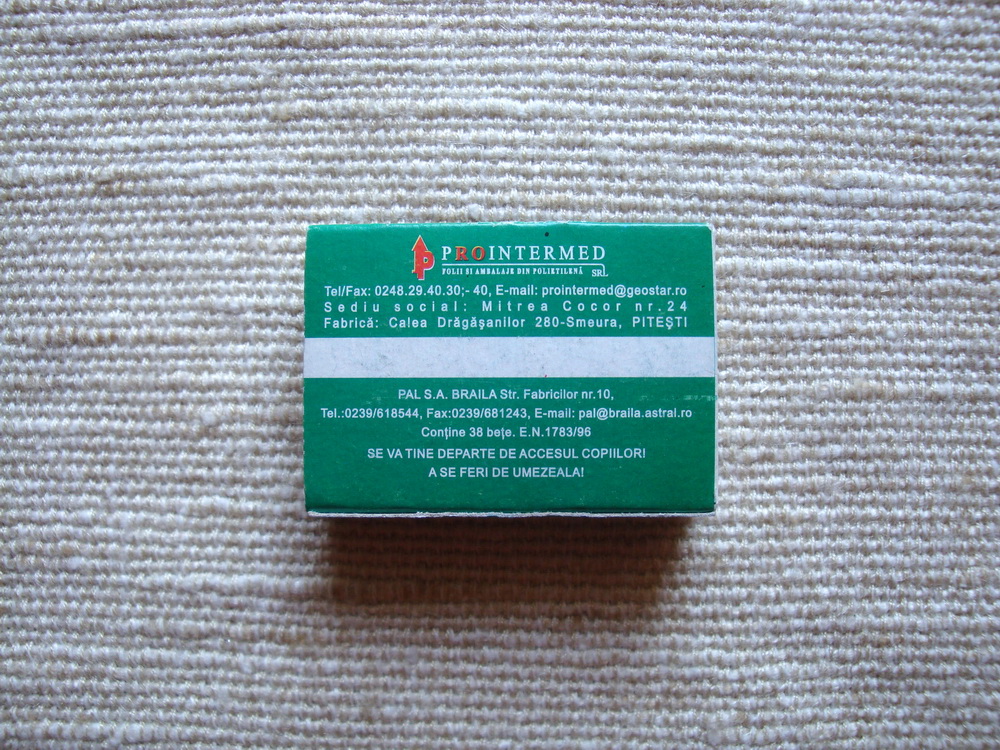 PROINTERMED
FOLII SI AMBALAJE DIN POLIETILENĂ SRL
Tel/Fax: 0248.29.40.30;- 40, E-mail: prointermed@geostar.ro
Sediu social: Mitrea Cocor nr.24
Fabrică: Calea Drăgăşanilor 280-Smeura, PITEŞTI
PAL S.A. BRAILA Str. Fabricilor nr.10,
Tel.:0239/618544, Fax:0239/681243, E-mail: pal@braila.astral.ro
Conţine 38 beţe. E.N.1783/96
SE VA TINE DEPARTE DE ACCESUL COPIILOR!
A SE FERI DE UMEZEALA!